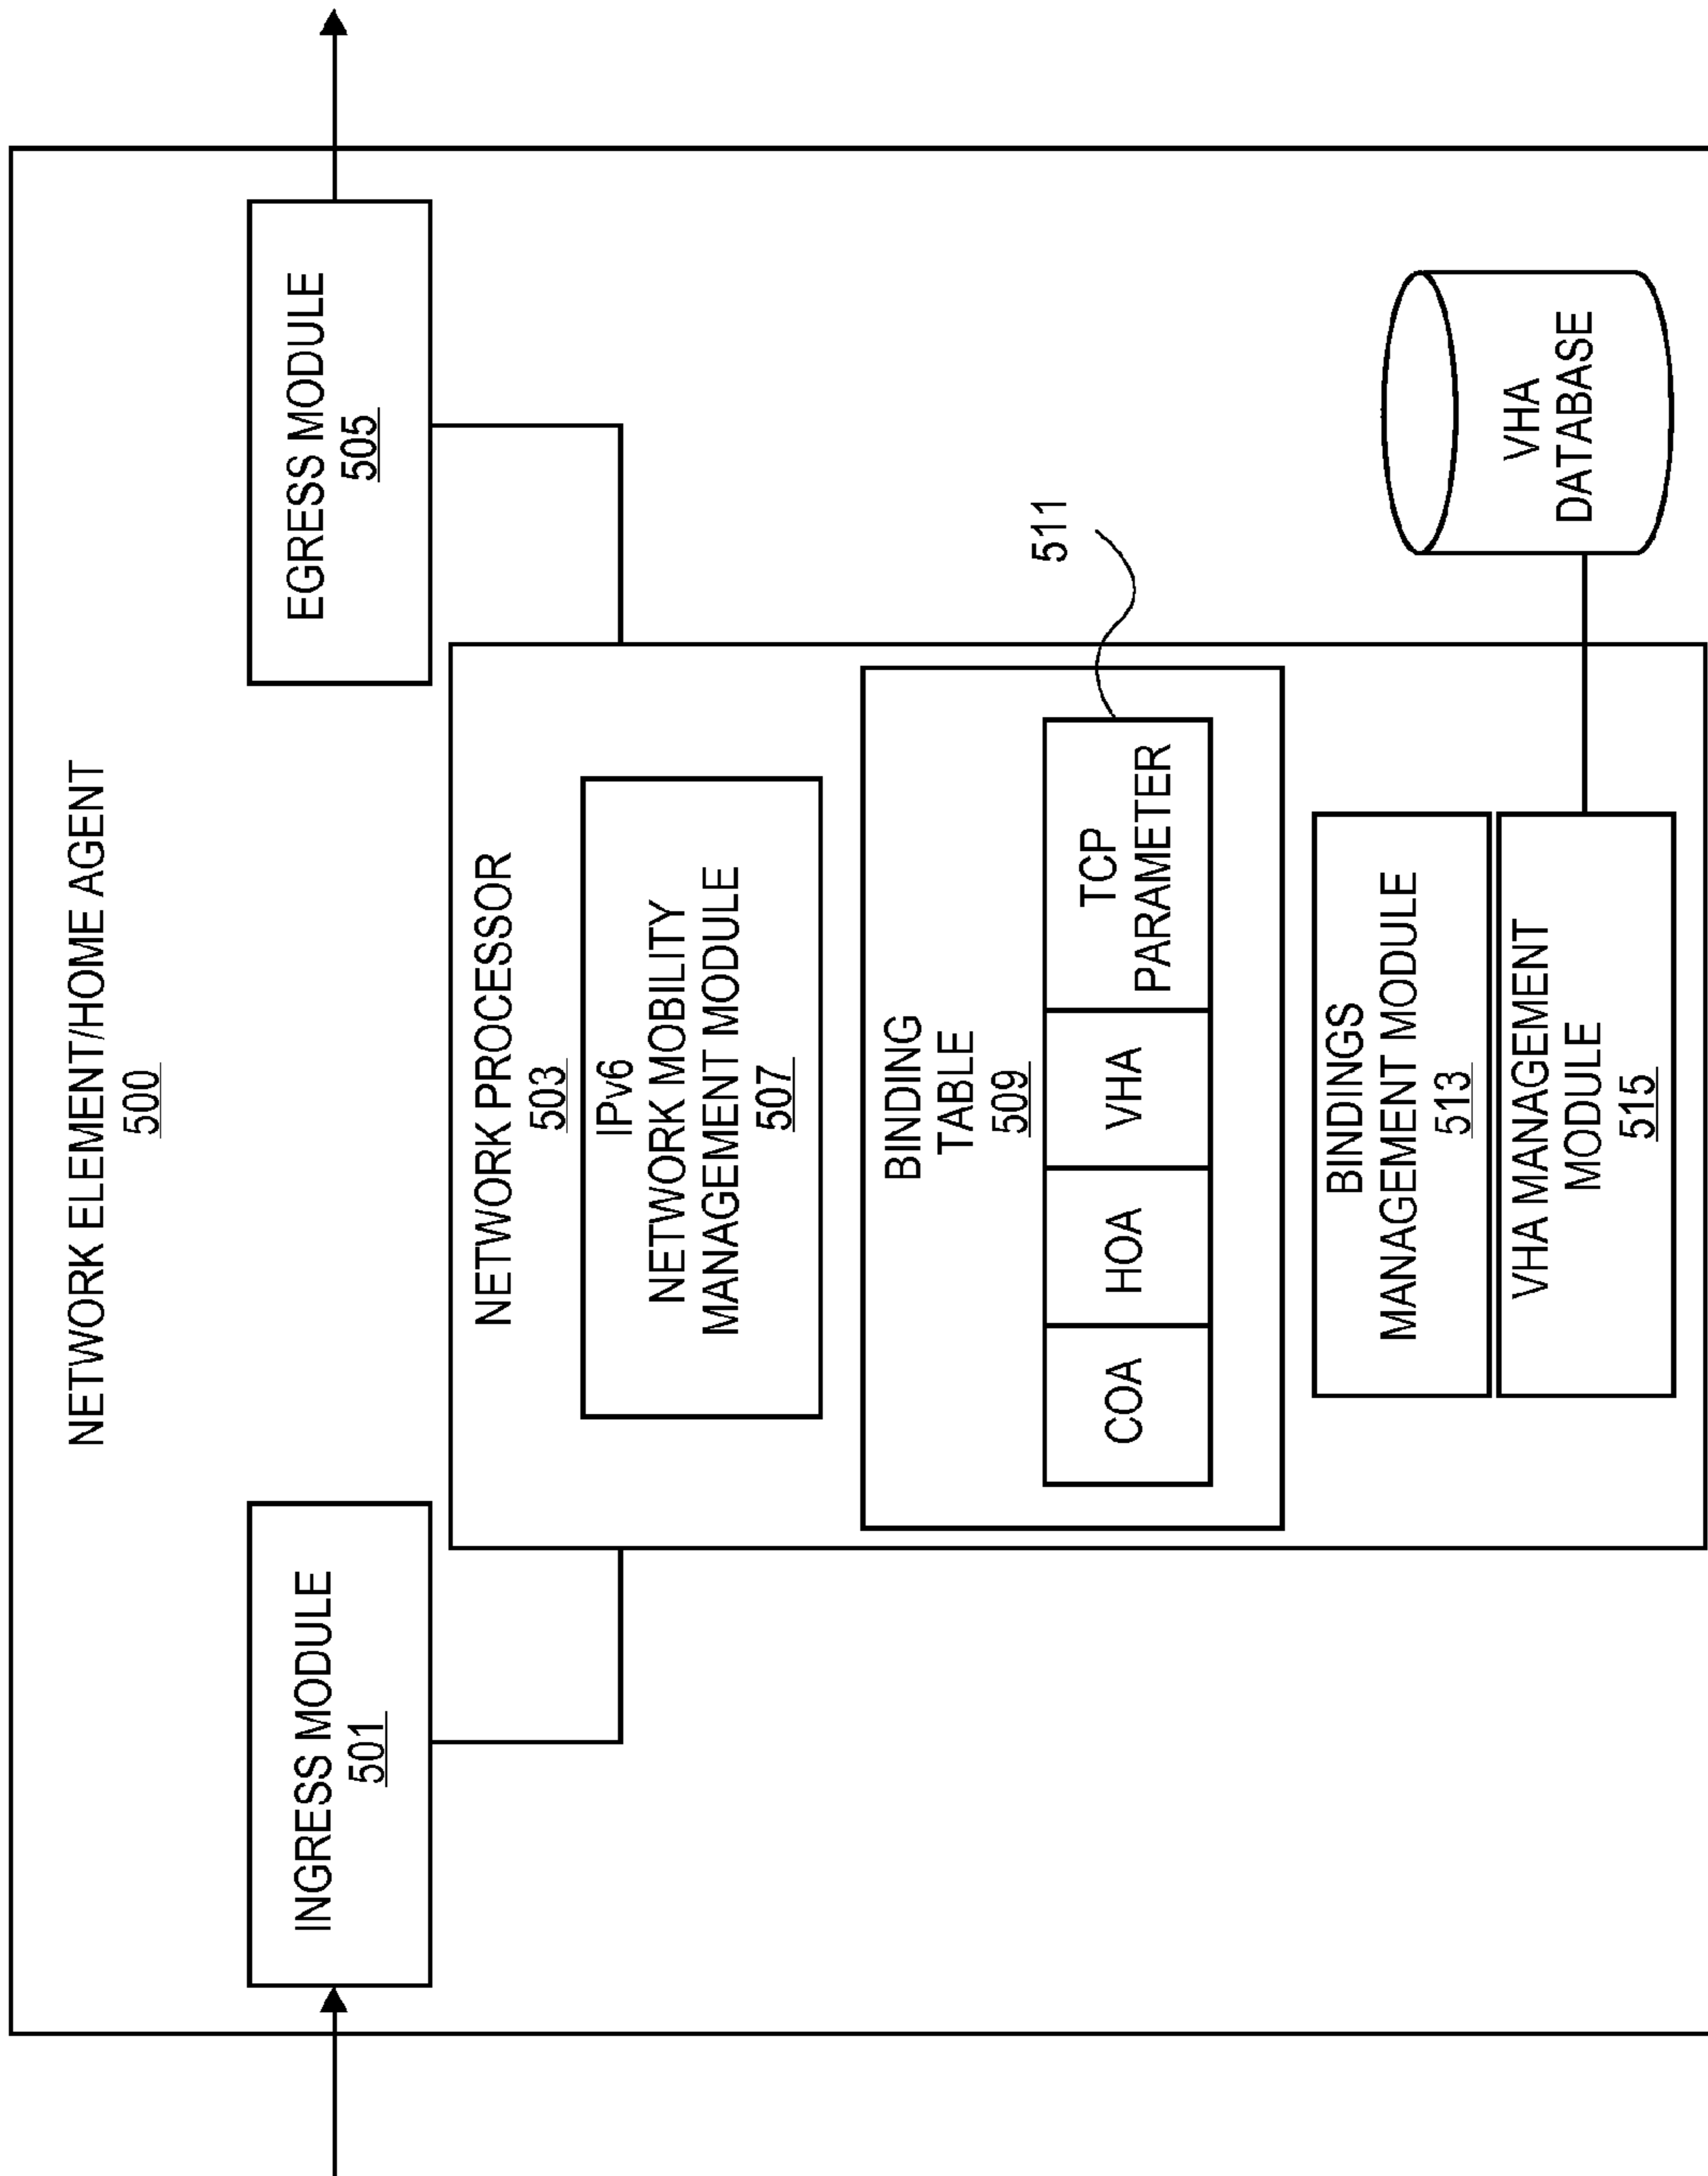 NETWORK ELEMENT/HOME AGENT
500
INGRESS MODULE
501
EGRESS MODULE
505
NETWORK PROCESSOR
503
IPv6
NETWORK MOBILITY
MANAGEMENT MODULE
507
BINDING
TABLE
509
511
COA
HOA
VHA
TCP
PARAMETER
BINDINGS
MANAGEMENT MODULE
513
VHA MANAGEMENT
MODULE
515
VHA
DATABASE